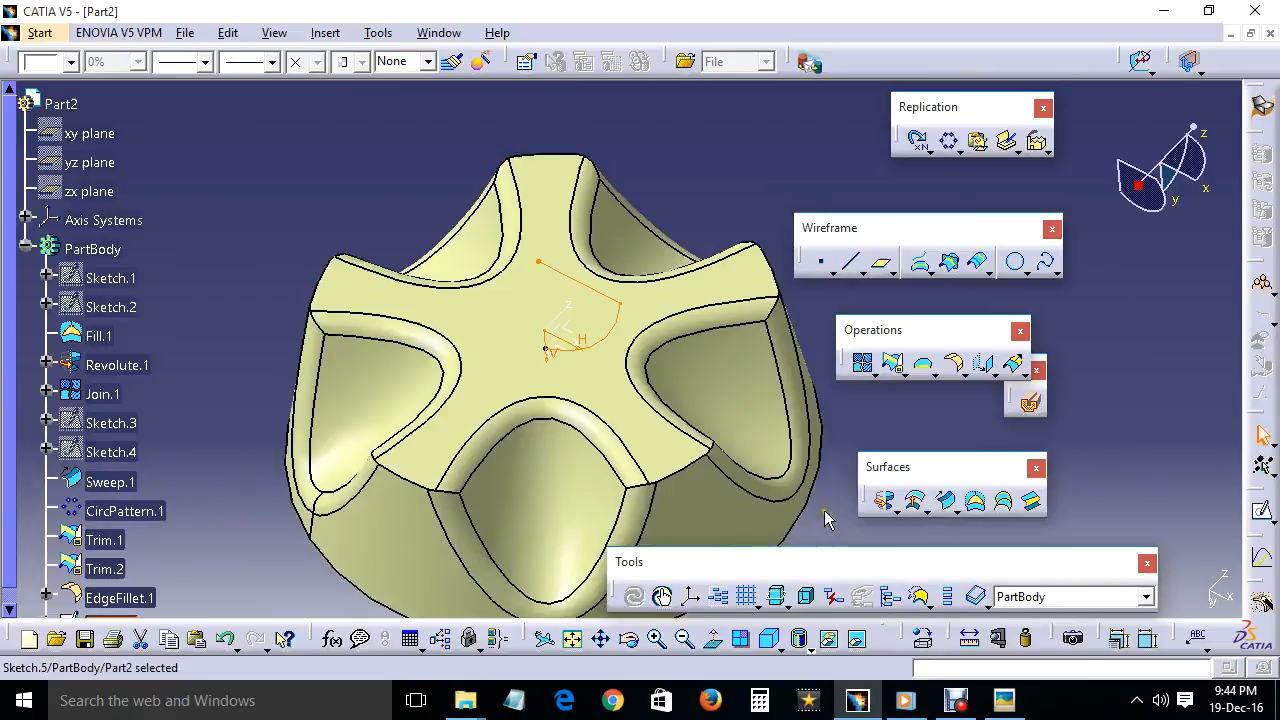 CATIA V5 - [Part2]
Start ENOVIA V5 VPM File Edit View Insert Tools Window Help
0% None File
Part2
xy plane
yz plane
zx plane
Axis Systems
PartBody
Sketch.1
Sketch.2
Fill.1
Revolute.1
Join.1
Sketch.3
Sketch.4
Sweep.1
CircPattern.1
Trim.1
Trim.2
EdgeFillet.1
z
H
V
Replication
Wireframe
Operations
Surfaces
Tools
PartBody
z
x
y
z
y x
f(x)
ABC
CATIA
Sketch.5/PartBody/Part2 selected
Search the web and Windows
9:44 PM
19-Dec-16